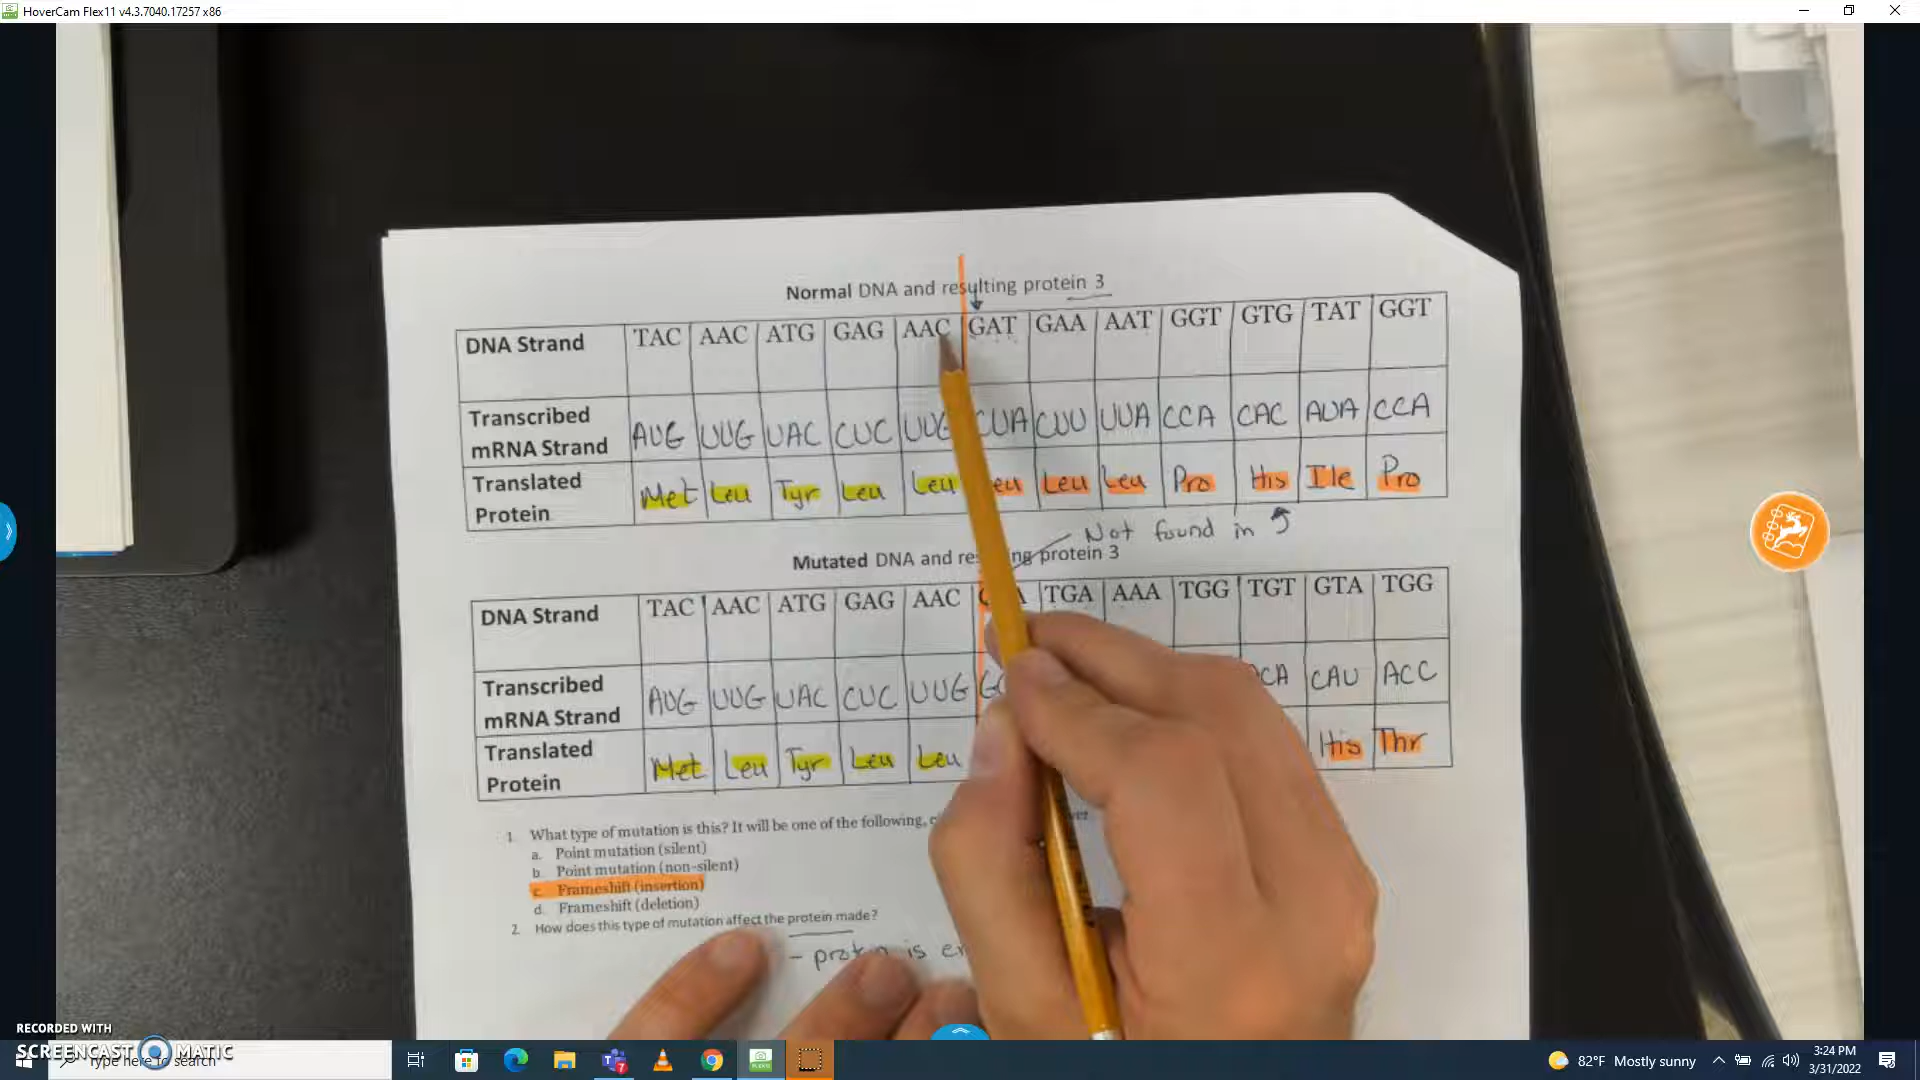 HoverCam Flex11 v4.3.7040.17257 x86
Normal DNA and resulting protein 3
DNA Strand TAC AAC ATG GAG AAC GAT GAA AAT GGT GTG TAT GGT
Transcribed
mRNA Strand AUG UUG UAC CUC UUG CUA CUU UUA CCA CAC AUA CCA
Translated
Protein Met Leu Tyr Leu Leu Leu Leu Pro His Ile Pro
Not found in
Mutated DNA and protein 3
DNA Strand TAC AAC ATG GAG AAC TGA AAA TGG TGT GTA TGG
Transcribed
mRNA Strand AUG UUG UAC CUC UUG CAU ACC
Translated
Protein Met Leu Tyr Leu Leu His Thr
1. What type of mutation is this? It will be one of the following,
a. Point mutation (silent)
b. Point mutation (non-silent)
c. Frameshift (insertion)
d. Frameshift (deletion)
2. How does this type of mutation affect the protein made?
- protein is
RECORDED WITH
SCREENCAST MATIC
Type here to search
7
82°F Mostly sunny
3:24 PM
3/31/2022